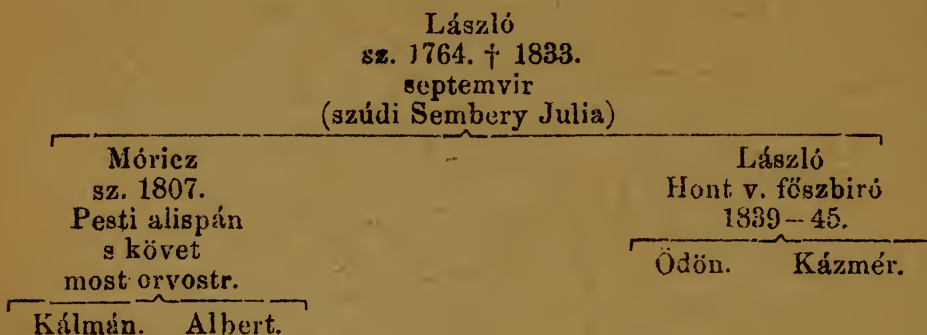 László
sz. 1764. † 1833.
septemvir
(szúdi Sembery Julia)
Móricz
sz. 1807.
Pesti alispán
s követ
most orvostr.
Kálmán. Albert.
László
Hont v. főszbiró
1839–45.
Ödön. Kázmér.